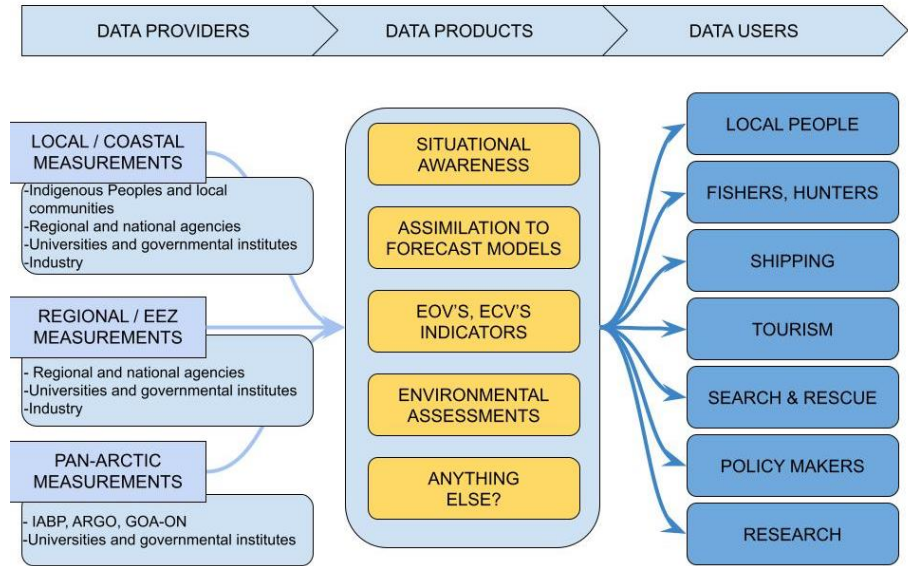 DATA PROVIDERS
DATA PRODUCTS
DATA USERS
LOCAL / COASTAL
MEASUREMENTS
-Indigenous Peoples and local
communities
-Regional and national agencies
-Universities and governmental institutes
-Industry
REGIONAL / EEZ
MEASUREMENTS
- Regional and national agencies
-Universities and governmental institutes
-Industry
PAN-ARCTIC
MEASUREMENTS
- IABP, ARGO, GOA-ON
-Universities and governmental institutes
SITUATIONAL
AWARENESS
ASSIMILATION TO
FORECAST MODELS
EOV'S, ECV'S
INDICATORS
ENVIRONMENTAL
ASSESSMENTS
ANYTHING
ELSE?
LOCAL PEOPLE
FISHERS, HUNTERS
SHIPPING
TOURISM
SEARCH & RESCUE
POLICY MAKERS
RESEARCH